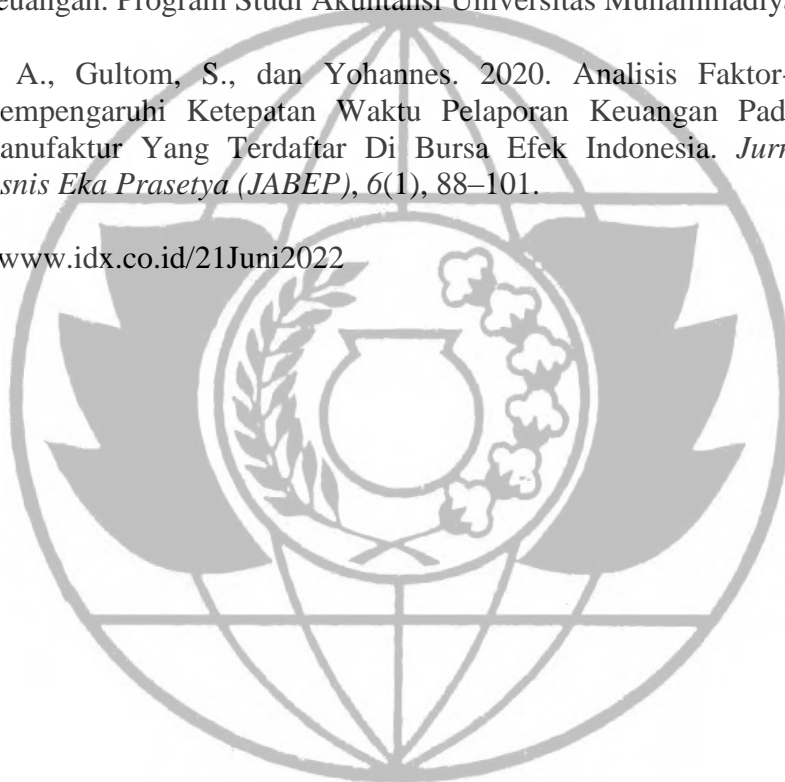 euangan. Program Studi Akuntansi Universitas Muhammadiya
A., Gultom, S., dan Yohannes. 2020. Analisis Faktor-
empengaruhi Ketepatan Waktu Pelaporan Keuangan Pad
anufaktur Yang Terdaftar Di Bursa Efek Indonesia. Jurn
snis Eka Prasetya (JABEP), 6(1), 88–101.
www.idx.co.id/21Juni2022